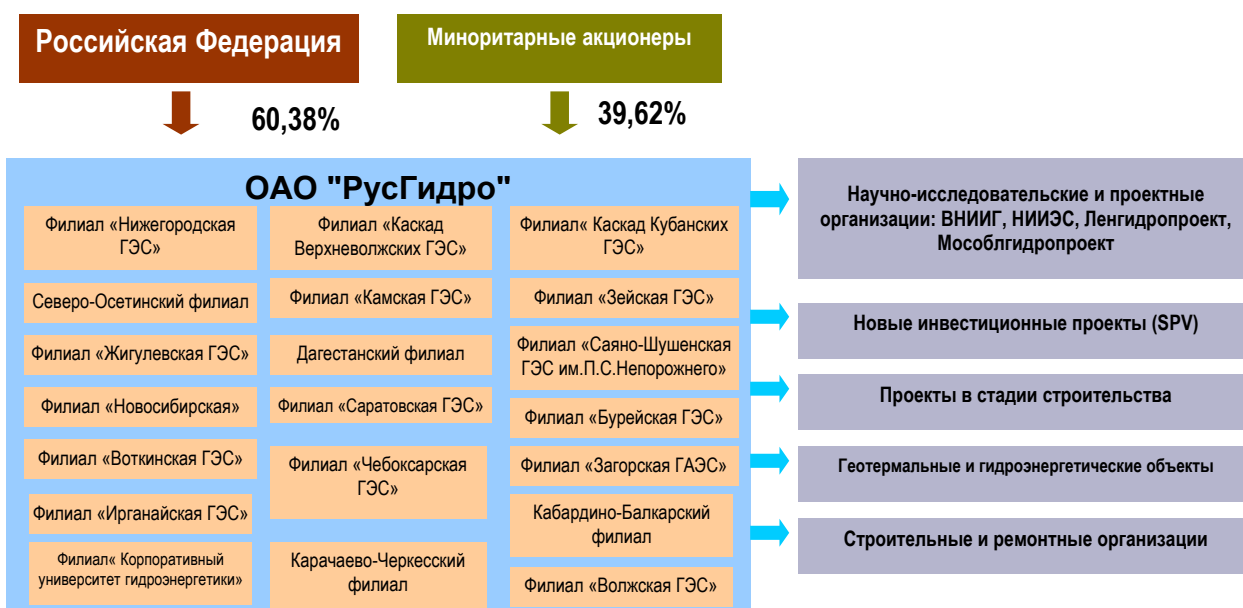 Российская Федерация
Миноритарные акционеры
60,38%
39,62%
ОАО "РусГидро"
Филиал «Нижегородская
ГЭС»
Северо-Осетинский филиал
Филиал «Жигулевская ГЭС»
Филиал «Новосибирская»
Филиал «Воткинская ГЭС»
Филиал «Ирганайская ГЭС»
Филиал« Корпоративный
университет гидроэнергетики»
Филиал «Каскад
Верхневолжских ГЭС»
Филиал «Камская ГЭС»
Дагестанский филиал
Филиал «Саратовская ГЭС»
Филиал «Чебоксарская
ГЭС»
Карачаево-Черкесский
филиал
Филиал« Каскад Кубанских
ГЭС»
Филиал «Зейская ГЭС»
Филиал «Саяно-Шушенская
ГЭС им.П.С.Непорожнего»
Филиал «Бурейская ГЭС»
Филиал «Загорская ГАЭС»
Кабардино-Балкарский
филиал
Филиал «Волжская ГЭС»
Научно-исследовательские и проектные
организации: ВНИИГ, НИИЭС, Ленгидропроект,
Мособлгидропроект
Новые инвестиционные проекты (SPV)
Проекты в стадии строительства
Геотермальные и гидроэнергетические объекты
Строительные и ремонтные организации